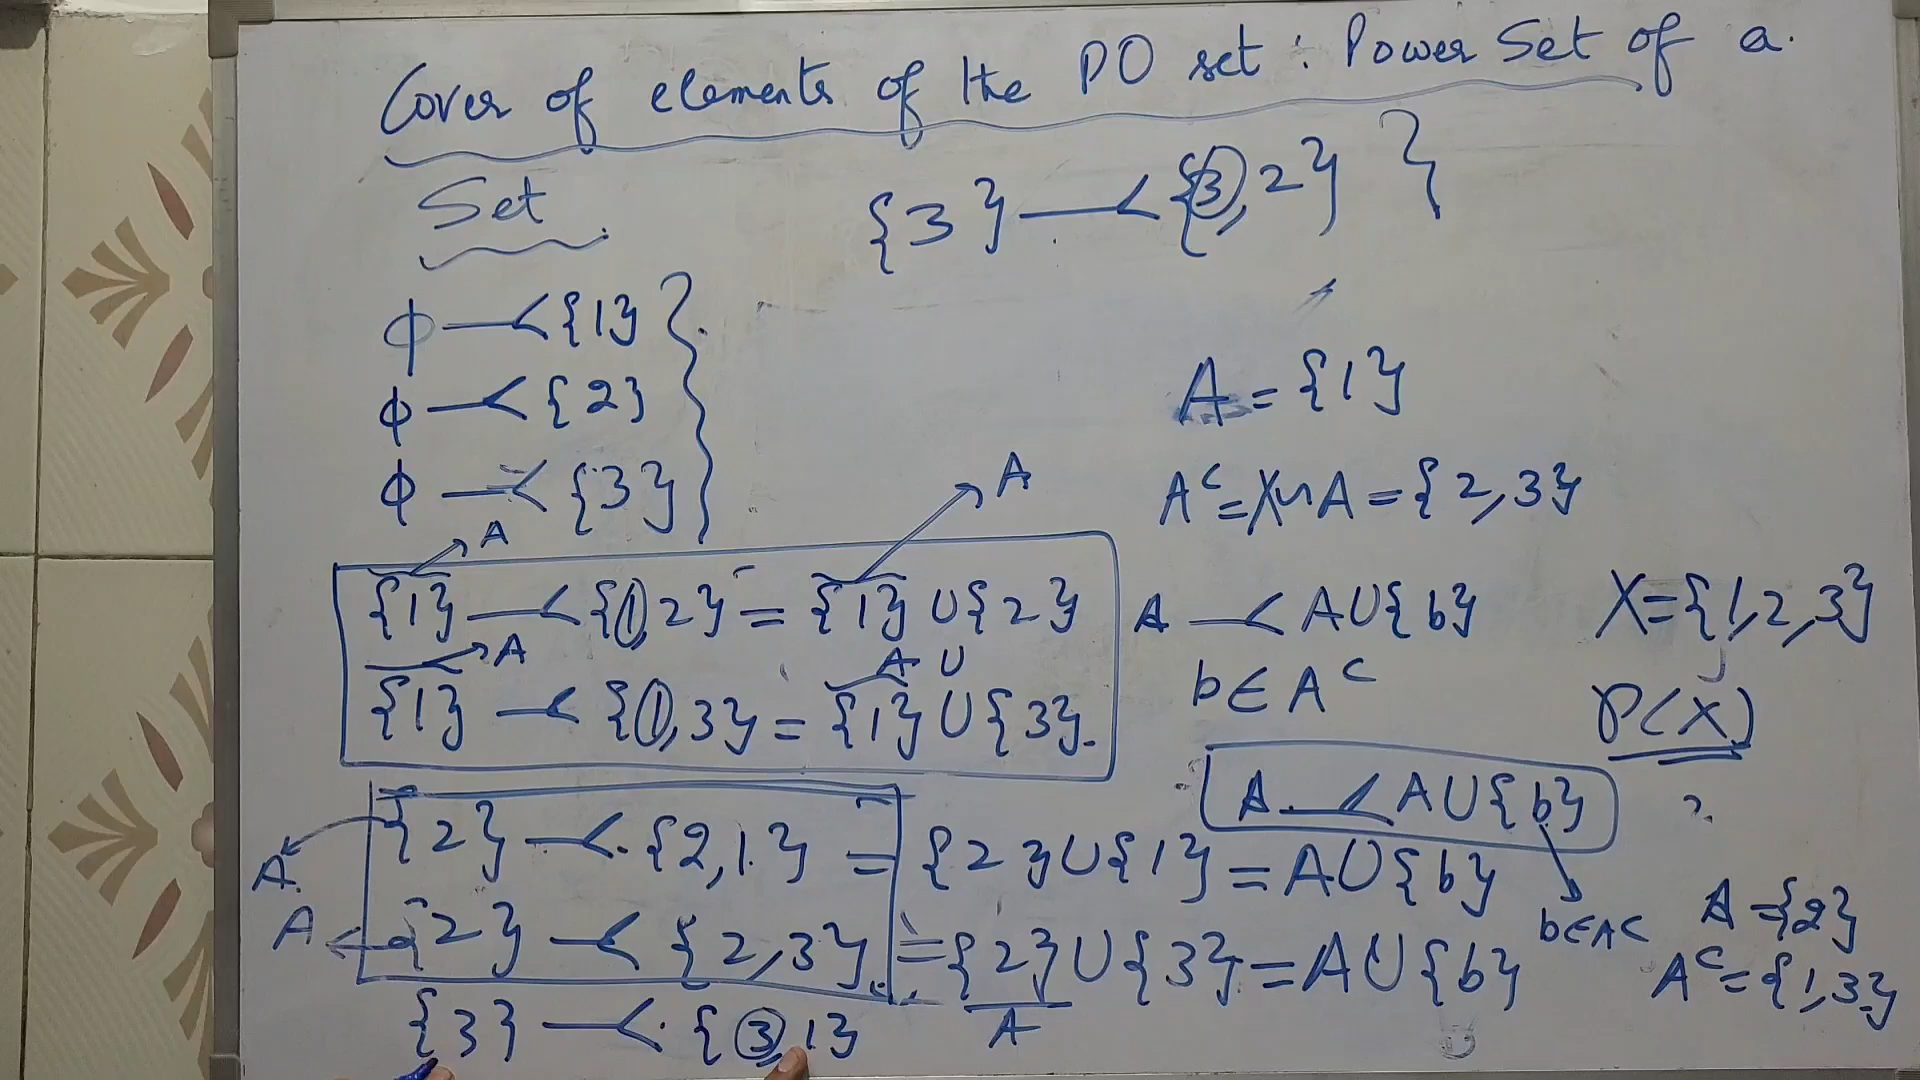 Cover of elements of the PO set : Power Set of a
Set.
{3} —< {3,2} }
ϕ —< {1}
ϕ —< {2}
ϕ —< {3}
A = {1}
A^c = X∖A = {2,3}
A
A
{1} —< {1,2} = {1} ∪ {2}
A —< A∪{b}
X={1,2,3}
A
A ∪
{1} —< {1,3} = {1} ∪ {3}.
b∈A^c
P(X)
A —< A∪{b}
A
{2} —< {2,1} = {2}∪{1} = A∪{b}
b∈A^c
A={2}
A
{2} —< {2,3} = {2}∪{3} = A∪{b}
A^c={1,3}
A
{3} —< {3,1}